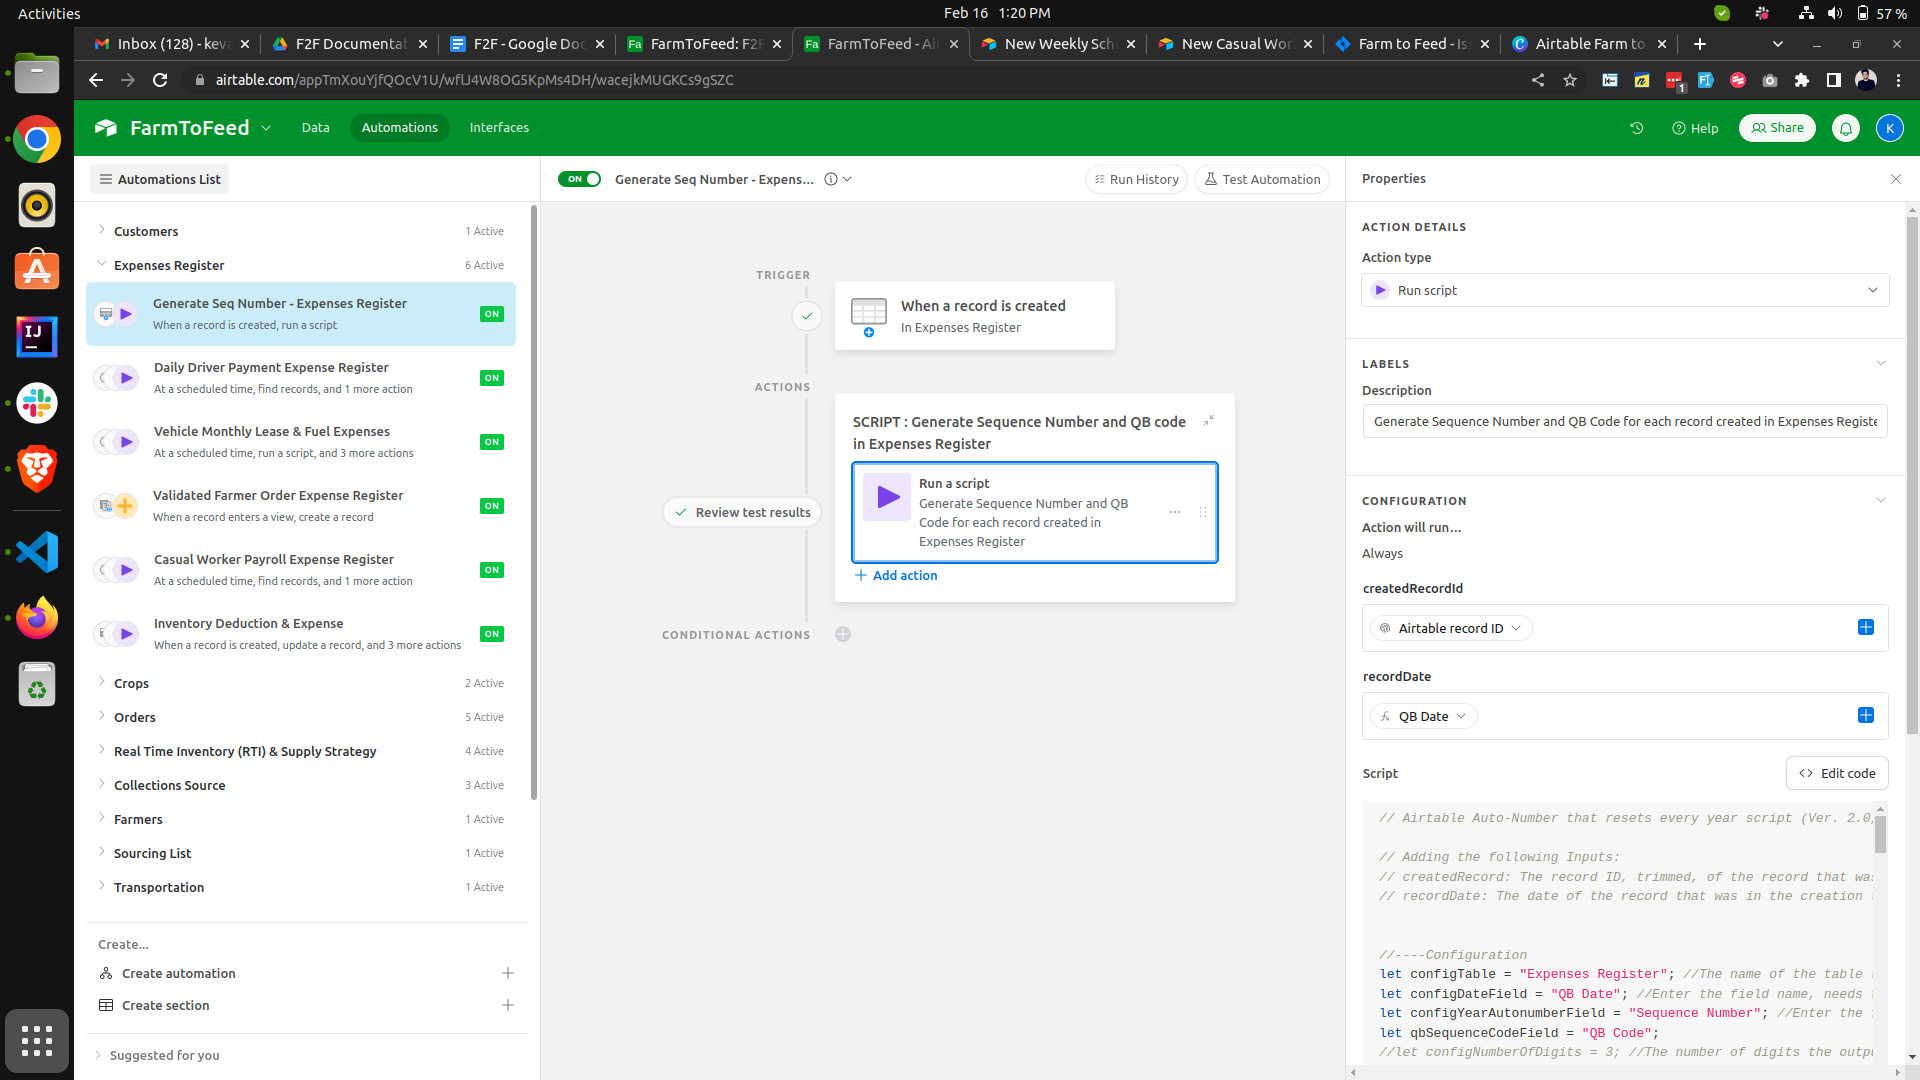 Activities
Feb 16 1:20 PM
57 %
Inbox (128) - keva
F2F Documentat
F2F - Google Doc
FarmToFeed: F2F
FarmToFeed - Air
New Weekly Sche
New Casual Work
Farm to Feed - Iss
Airtable Farm to
airtable.com/appTmXouYjfQOcV1U/wflJ4W8OG5KpMs4DH/wacejkMUGKCs9gSZC
1
FarmToFeed
Data
Automations
Interfaces
Help
Share
K
Automations List
ON
Generate Seq Number - Expens...
Run History
Test Automation
Properties
Customers
1 Active
Expenses Register
6 Active
Generate Seq Number - Expenses Register
When a record is created, run a script
ON
Daily Driver Payment Expense Register
At a scheduled time, find records, and 1 more action
ON
Vehicle Monthly Lease & Fuel Expenses
At a scheduled time, run a script, and 3 more actions
ON
Validated Farmer Order Expense Register
When a record enters a view, create a record
ON
Casual Worker Payroll Expense Register
At a scheduled time, find records, and 1 more action
ON
Inventory Deduction & Expense
When a record is created, update a record, and 3 more actions
ON
Crops
2 Active
Orders
5 Active
Real Time Inventory (RTI) & Supply Strategy
4 Active
Collections Source
3 Active
Farmers
1 Active
Sourcing List
1 Active
Transportation
1 Active
Create...
Create automation
Create section
Suggested for you
TRIGGER
When a record is created
In Expenses Register
ACTIONS
SCRIPT : Generate Sequence Number and QB code
in Expenses Register
Run a script
Generate Sequence Number and QB
Code for each record created in
Expenses Register
Review test results
Add action
CONDITIONAL ACTIONS
ACTION DETAILS
Action type
Run script
LABELS
Description
Generate Sequence Number and QB Code for each record created in Expenses Registe
CONFIGURATION
Action will run...
Always
createdRecordId
Airtable record ID
recordDate
QB Date
Script
Edit code
// Airtable Auto-Number that resets every year script (Ver. 2.0,
// Adding the following Inputs:
// createdRecord: The record ID, trimmed, of the record that was
// recordDate: The date of the record that was in the creation
//----Configuration
let configTable = "Expenses Register"; //The name of the table
let configDateField = "QB Date"; //Enter the field name, needs
let configYearAutonumberField = "Sequence Number"; //Enter the
let qbSequenceCodeField = "QB Code";
//let configNumberOfDigits = 3; //The number of digits the outpu